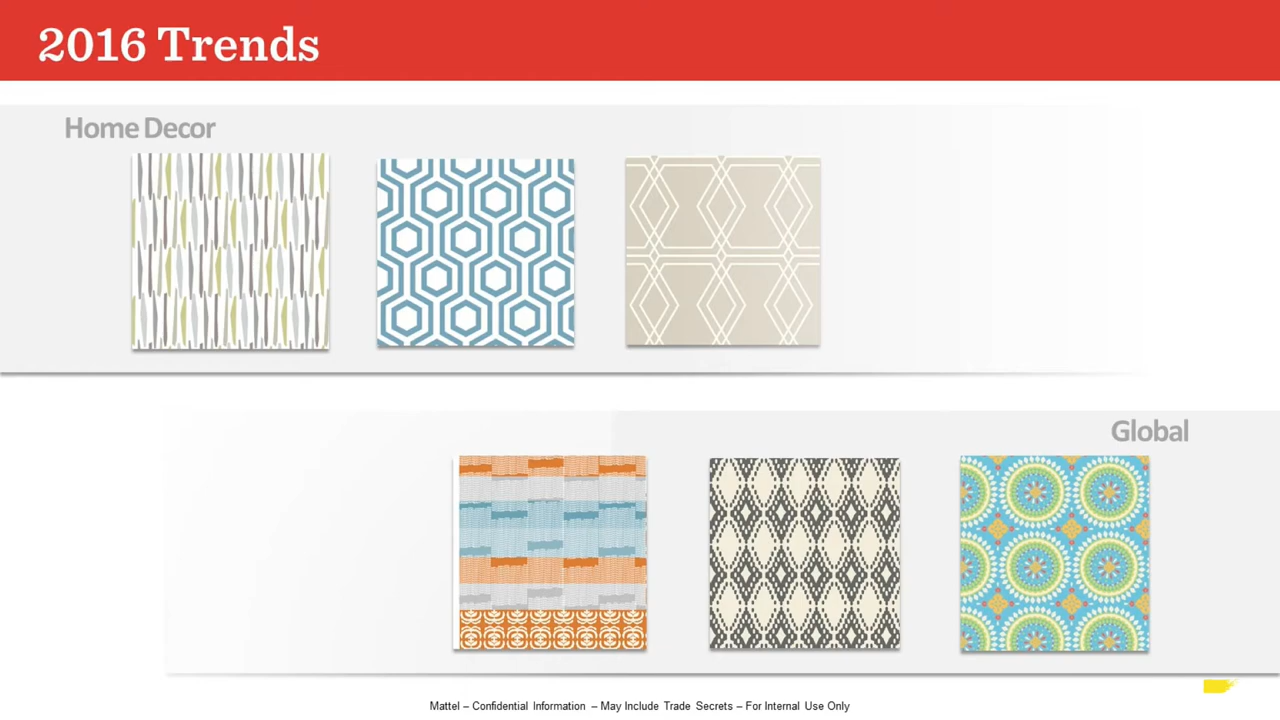 2016 Trends
Home Decor
Global
Mattel – Confidential Information – May Include Trade Secrets – For Internal Use Only